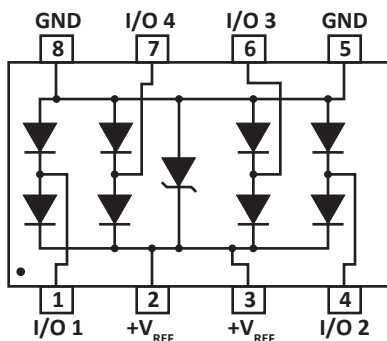 GND I/O 4 I/O 3 GND
8 7 6 5
1 2 3 4
I/O 1 +VREF +VREF I/O 2